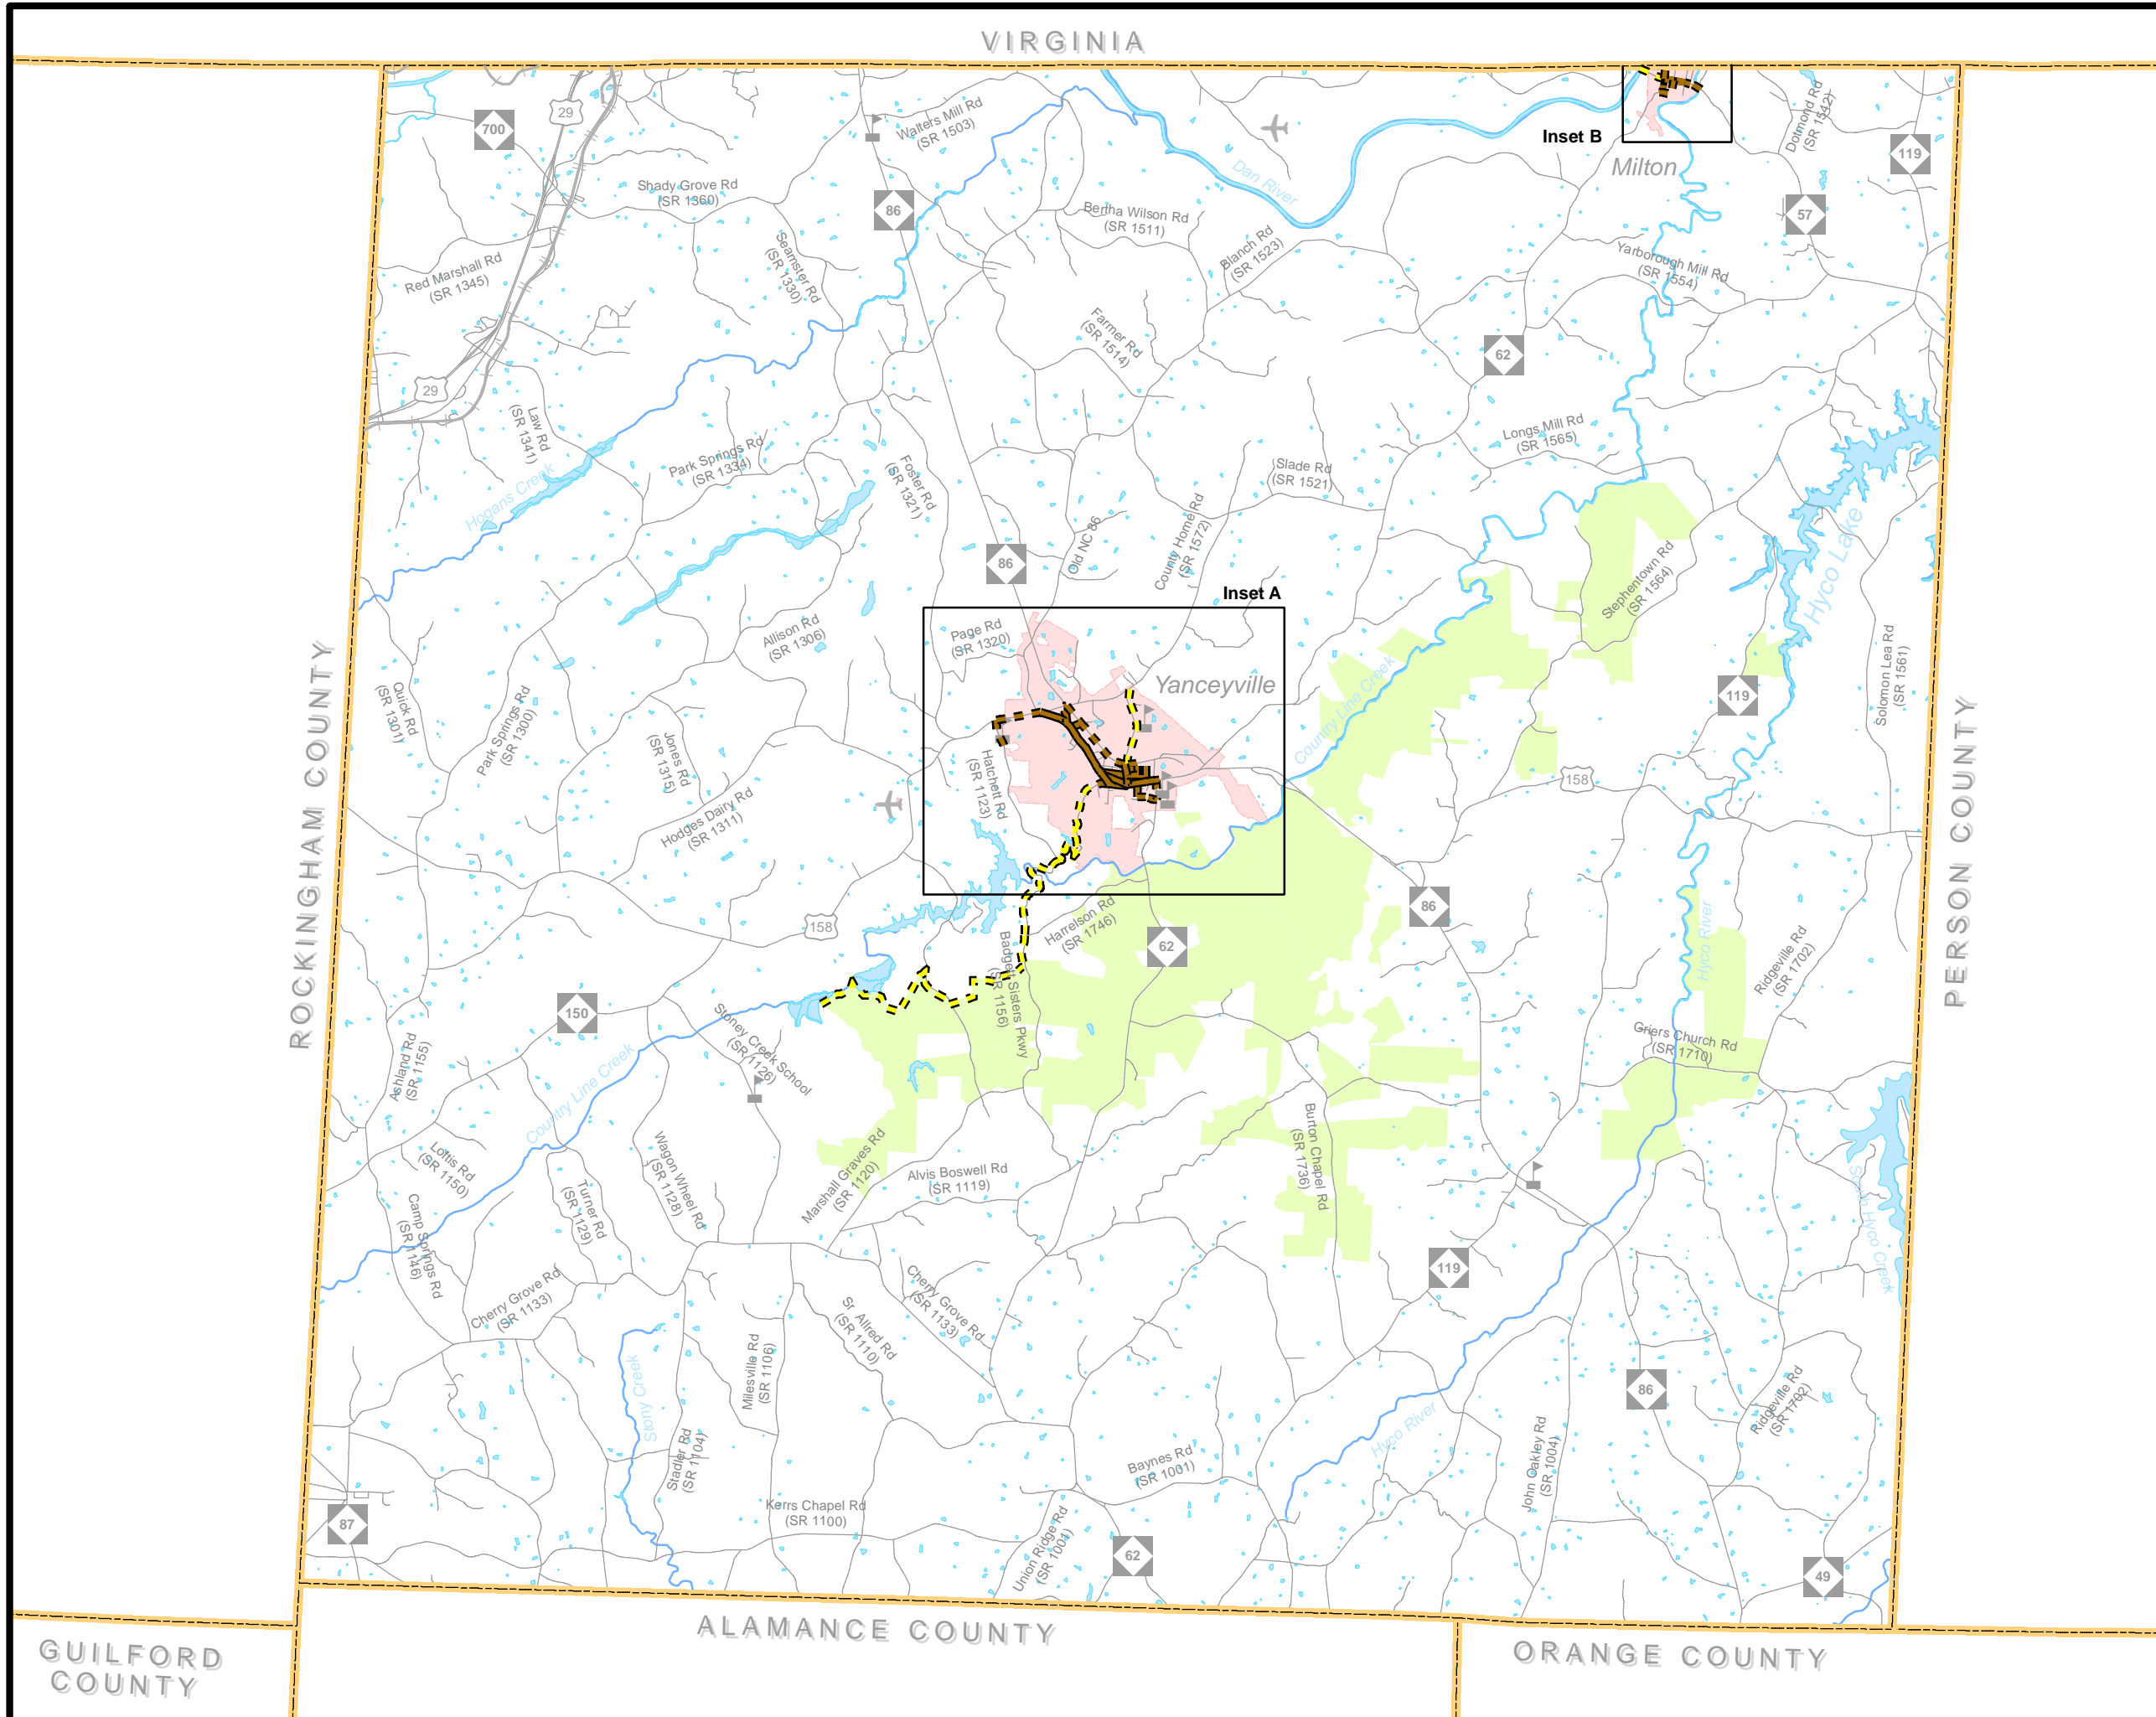 VIRGINIA
700
29
Walters Mill Rd
(SR 1503)
Inset B
Milton
Dotmond Rd
(SR 1542)
119
Shady Grove Rd
(SR 1360)
86
Dan River
Bertha Wilson Rd
(SR 1511)
57
Seamster Rd
(SR 1330)
Blanch Rd
(SR 1523)
Yarborough Mill Rd
(SR 1554)
Red Marshall Rd
(SR 1345)
Farmer Rd
(SR 1514)
62
29
Law Rd
(SR 1341)
Park Springs Rd
(SR 1334)
Longs Mill Rd
(SR 1565)
Hogans Creek
Foster Rd
(SR 1321)
Slade Rd
(SR 1521)
86
Old NC 86
County Home Rd
(SR 1572)
Hyco Lake
Stephentown Rd
(SR 1564)
Inset A
Allison Rd
(SR 1306)
Page Rd
(SR 1320)
Yanceyville
ROCKINGHAM COUNTY
Quick Rd
(SR 1301)
Park Springs Rd
(SR 1300)
Jones Rd
(SR 1315)
Country Line Creek
119
Solomon Lea Rd
(SR 1561)
PERSON COUNTY
Hatchett Rd
(SR 1123)
158
Hodges Dairy Rd
(SR 1311)
158
Harrelson Rd
(SR 1746)
62
86
Hyco River
Ridgeville Rd
(SR 1702)
Badgett Sisters Pkwy
(SR 1156)
150
Stoney Creek School
(SR 1126)
Griers Church Rd
(SR 1710)
Ashland Rd
(SR 1155)
Country Line Creek
Loftis Rd
(SR 1150)
Wagon Wheel Rd
(SR 1128)
Marshall Graves Rd
(SR 1120)
Alvis Boswell Rd
(SR 1119)
Burton Chapel Rd
(SR 1736)
South Hyco Creek
Turner Rd
(SR 1129)
Camp Springs Rd
(SR 1146)
119
Cherry Grove Rd
(SR 1133)
Cherry Grove Rd
(SR 1133)
Sr Allred Rd
(SR 1110)
Milesville Rd
(SR 1106)
Stony Creek
86
Ridgeville Rd
(SR 1702)
Hyco River
Stadler Rd
(SR 1104)
Baynes Rd
(SR 1001)
John Oakley Rd
(SR 1004)
87
Kerrs Chapel Rd
(SR 1100)
Union Ridge Rd
(SR 1001)
62
49
ALAMANCE COUNTY
ORANGE COUNTY
GUILFORD
COUNTY